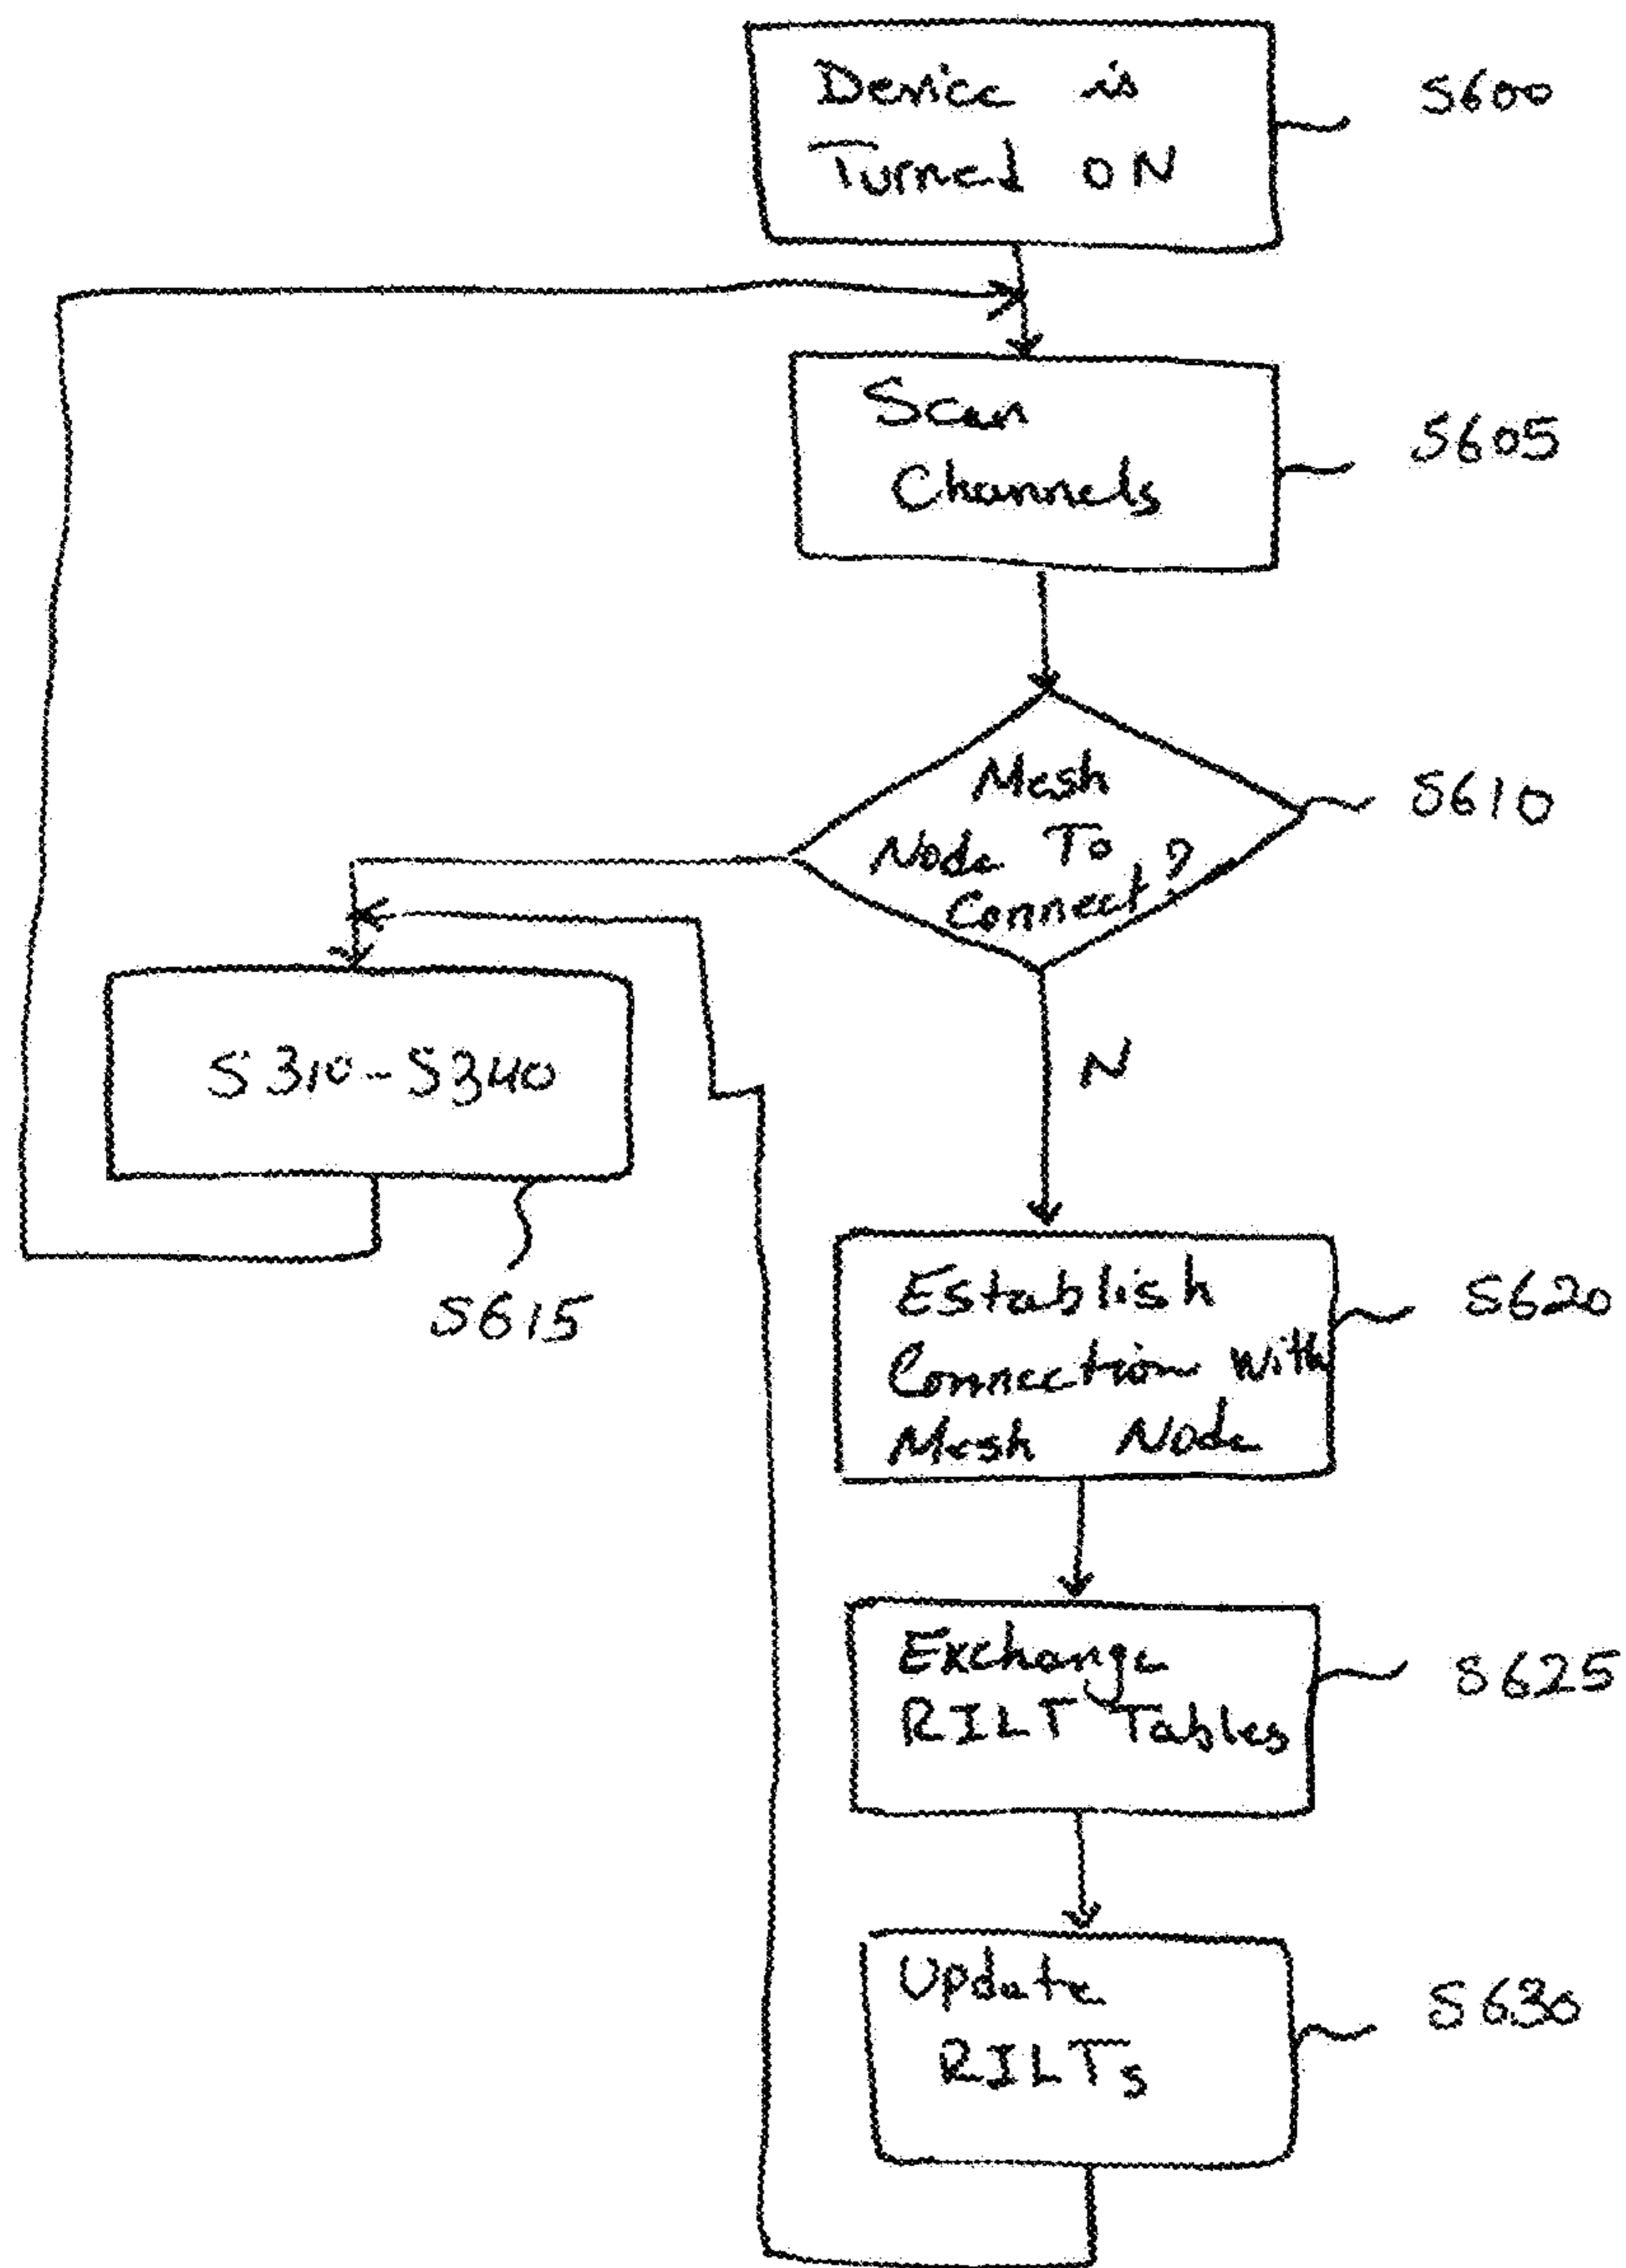 Device is
Turned ON
S600
Scan
Channels
S605
Mesh
Node To
Connect?
S610
N
S310-S340
S615
Establish
Connection With
Mesh Node
S620
Exchange
RILT Tables
S625
Update
RILTs
S630